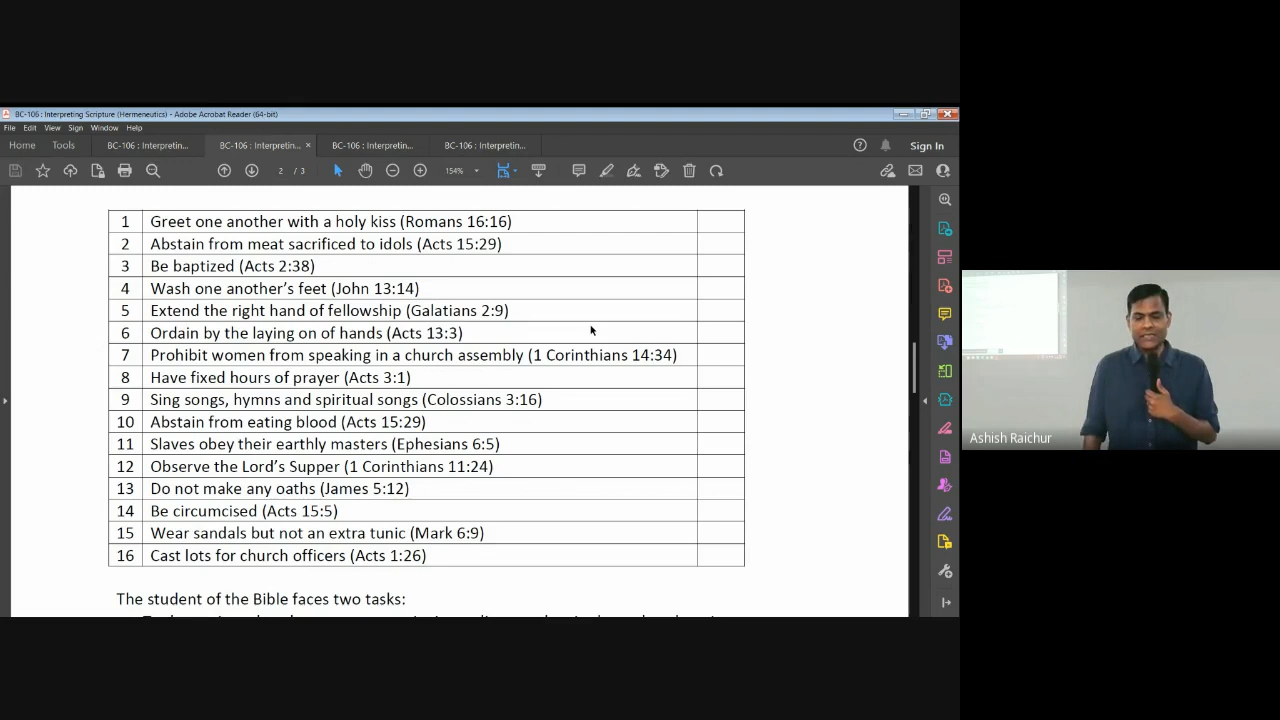 BC-106 : Interpreting Scripture (Hermeneutics) - Adobe Acrobat Reader (64-bit)
File Edit View Sign Window Help
Home Tools BC-106 : Interpretin... BC-106 : Interpretin... × BC-106 : Interpretin... BC-106 : Interpretin... Sign In
2 / 3 154%
1 Greet one another with a holy kiss (Romans 16:16)
2 Abstain from meat sacrificed to idols (Acts 15:29)
3 Be baptized (Acts 2:38)
4 Wash one another’s feet (John 13:14)
5 Extend the right hand of fellowship (Galatians 2:9)
6 Ordain by the laying on of hands (Acts 13:3)
7 Prohibit women from speaking in a church assembly (1 Corinthians 14:34)
8 Have fixed hours of prayer (Acts 3:1)
9 Sing songs, hymns and spiritual songs (Colossians 3:16)
10 Abstain from eating blood (Acts 15:29)
11 Slaves obey their earthly masters (Ephesians 6:5)
12 Observe the Lord’s Supper (1 Corinthians 11:24)
13 Do not make any oaths (James 5:12)
14 Be circumcised (Acts 15:5)
15 Wear sandals but not an extra tunic (Mark 6:9)
16 Cast lots for church officers (Acts 1:26)
The student of the Bible faces two tasks:
Ashish Raichur